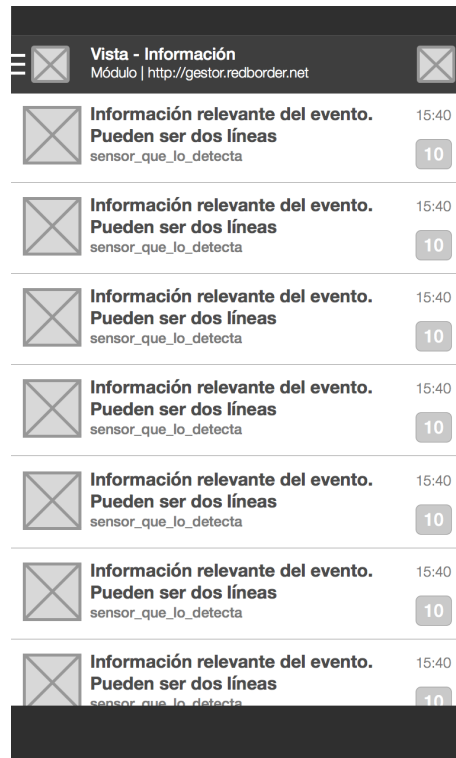 Vista - Información
Módulo | http://gestor.redborder.net
Información relevante del evento.
15:40
Pueden ser dos líneas
sensor_que_lo_detecta
10
Información relevante del evento.
15:40
Pueden ser dos líneas
sensor_que_lo_detecta
10
Información relevante del evento.
15:40
Pueden ser dos líneas
sensor_que_lo_detecta
10
Información relevante del evento.
15:40
Pueden ser dos líneas
sensor_que_lo_detecta
10
Información relevante del evento.
15:40
Pueden ser dos líneas
sensor_que_lo_detecta
10
Información relevante del evento.
15:40
Pueden ser dos líneas
sensor_que_lo_detecta
10
Información relevante del evento.
15:40
Pueden ser dos líneas
sensor_que_lo_detecta
10